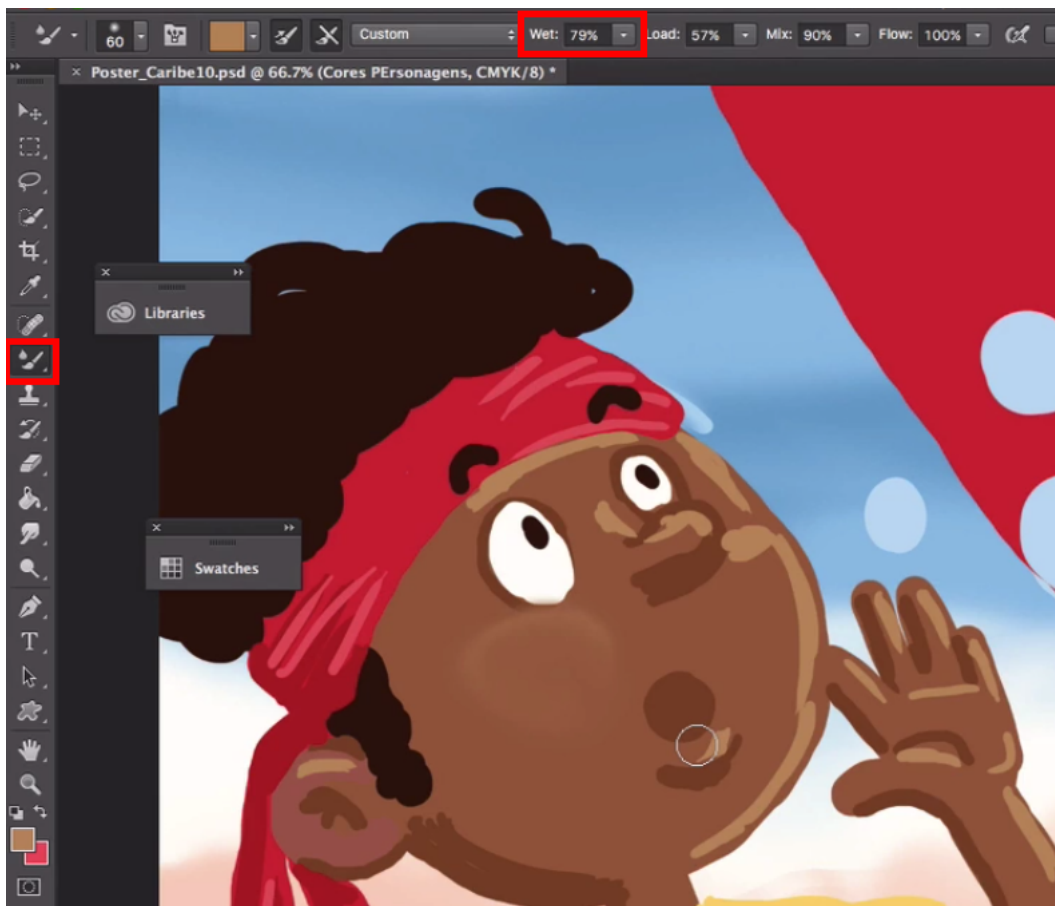 60 Custom Wet: 79% Load: 57% Mix: 90% Flow: 100%
Poster_Caribe10.psd @ 66.7% (Cores PErsonagens, CMYK/8) *
Libraries
Swatches
T